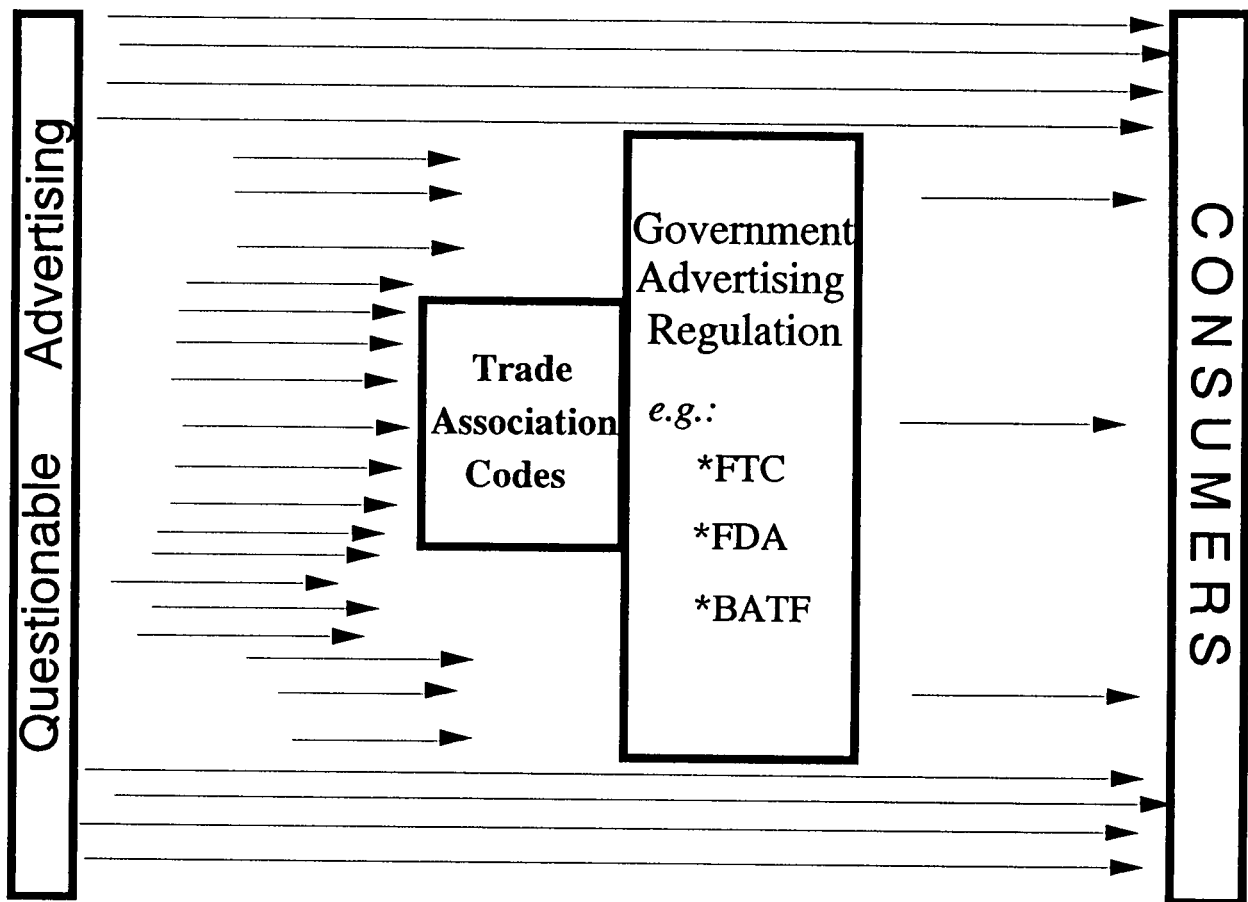 Questionable Advertising
Trade
Association
Codes
Government
Advertising
Regulation
e.g.:
*FTC
*FDA
*BATF
CONSUMERS